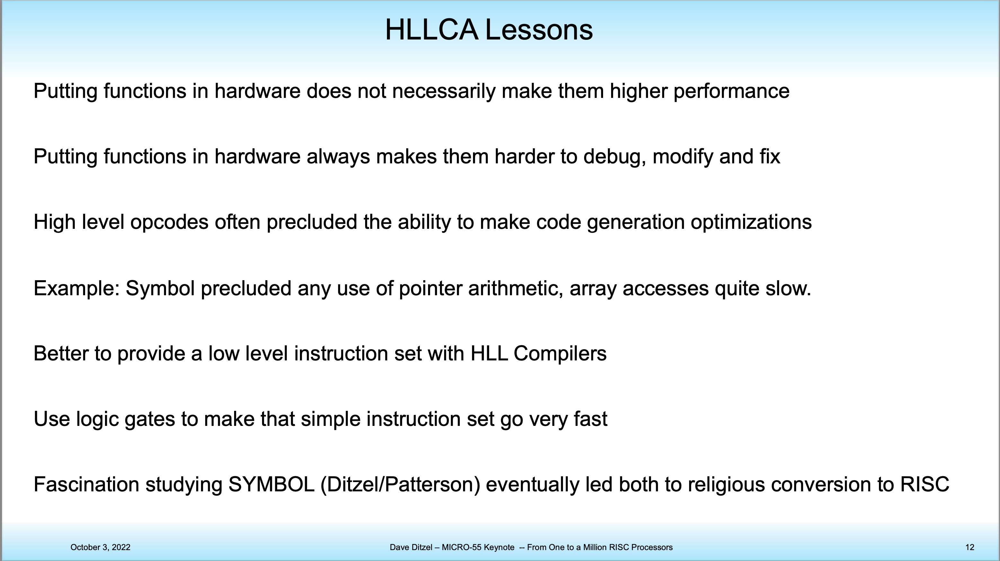 HLLCA Lessons
Putting functions in hardware does not necessarily make them higher performance
Putting functions in hardware always makes them harder to debug, modify and fix
High level opcodes often precluded the ability to make code generation optimizations
Example: Symbol precluded any use of pointer arithmetic, array accesses quite slow.
Better to provide a low level instruction set with HLL Compilers
Use logic gates to make that simple instruction set go very fast
Fascination studying SYMBOL (Ditzel/Patterson) eventually led both to religious conversion to RISC
October 3, 2022
Dave Ditzel – MICRO-55 Keynote  -- From One to a Million RISC Processors
12